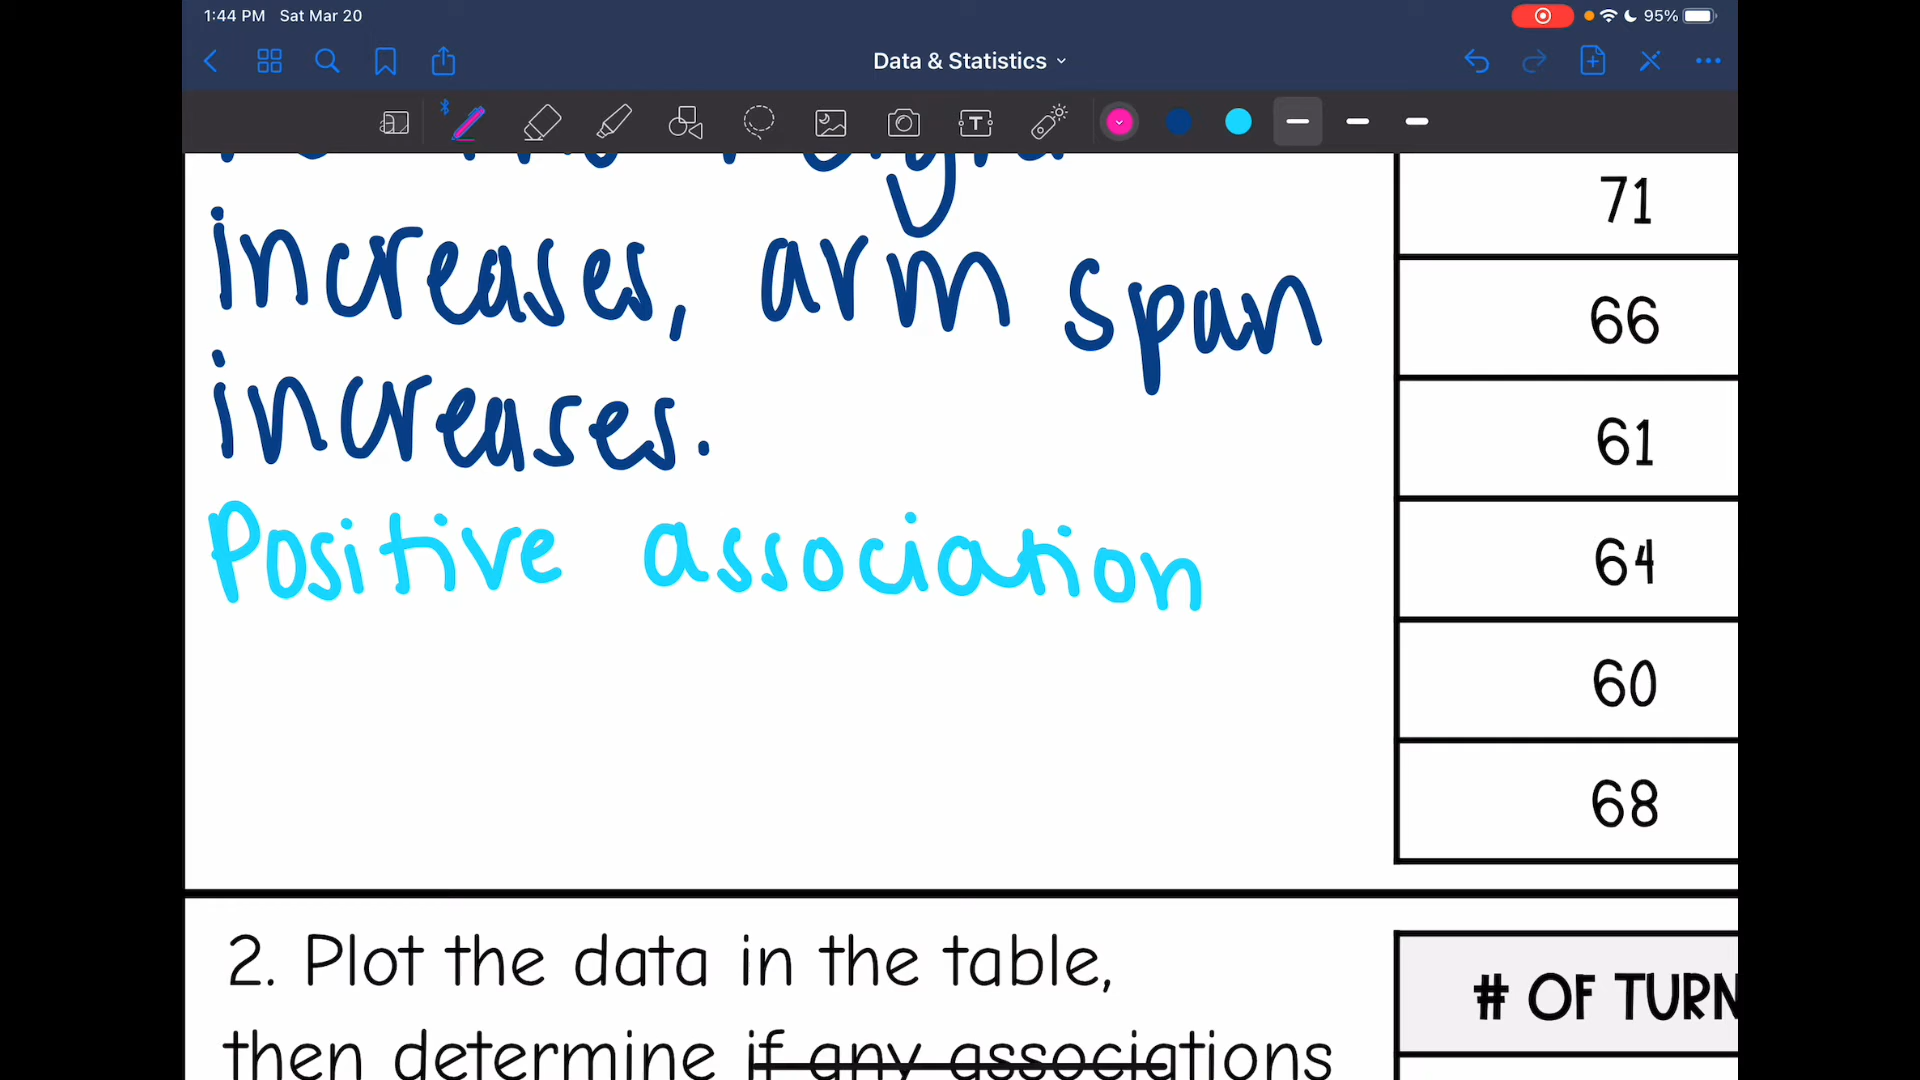 1:44 PM Sat Mar 20
95%
Data & Statistics
T
increases, arm span
increases.
Positive association
71
66
61
64
60
68
2. Plot the data in the table,
then determine if any associations
# OF TURN